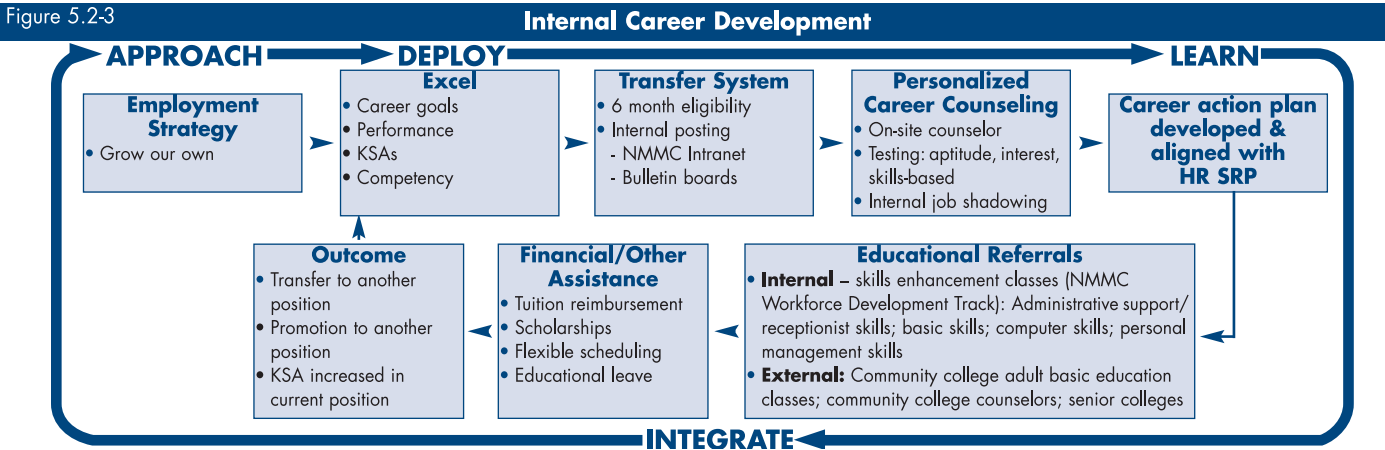 Figure 5.2-3
Internal Career Development
APPROACH
DEPLOY
LEARN
Employment
Strategy
• Grow our own
Excel
• Career goals
• Performance
• KSAs
• Competency
Transfer System
• 6 month eligibility
• Internal posting
- NMMC Intranet
- Bulletin boards
Personalized
Career Counseling
• On-site counselor
• Testing: aptitude, interest,
skills-based
• Internal job shadowing
Career action plan
developed &
aligned with
HR SRP
Outcome
• Transfer to another
position
• Promotion to another
position
• KSA increased in
current position
Financial/Other
Assistance
• Tuition reimbursement
• Scholarships
• Flexible scheduling
• Educational leave
Educational Referrals
• Internal – skills enhancement classes (NMMC
Workforce Development Track): Administrative support/
receptionist skills; basic skills; computer skills; personal
management skills
• External: Community college adult basic education
classes; community college counselors; senior colleges
INTEGRATE